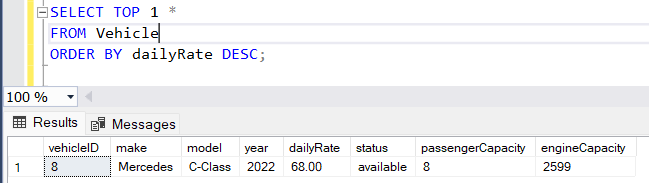 SELECT TOP 1 *
FROM Vehicle
ORDER BY dailyRate DESC;
100 %
Results Messages
vehicleID make model year dailyRate status passengerCapacity engineCapacity
1 8 Mercedes C-Class 2022 68.00 available 8 2599